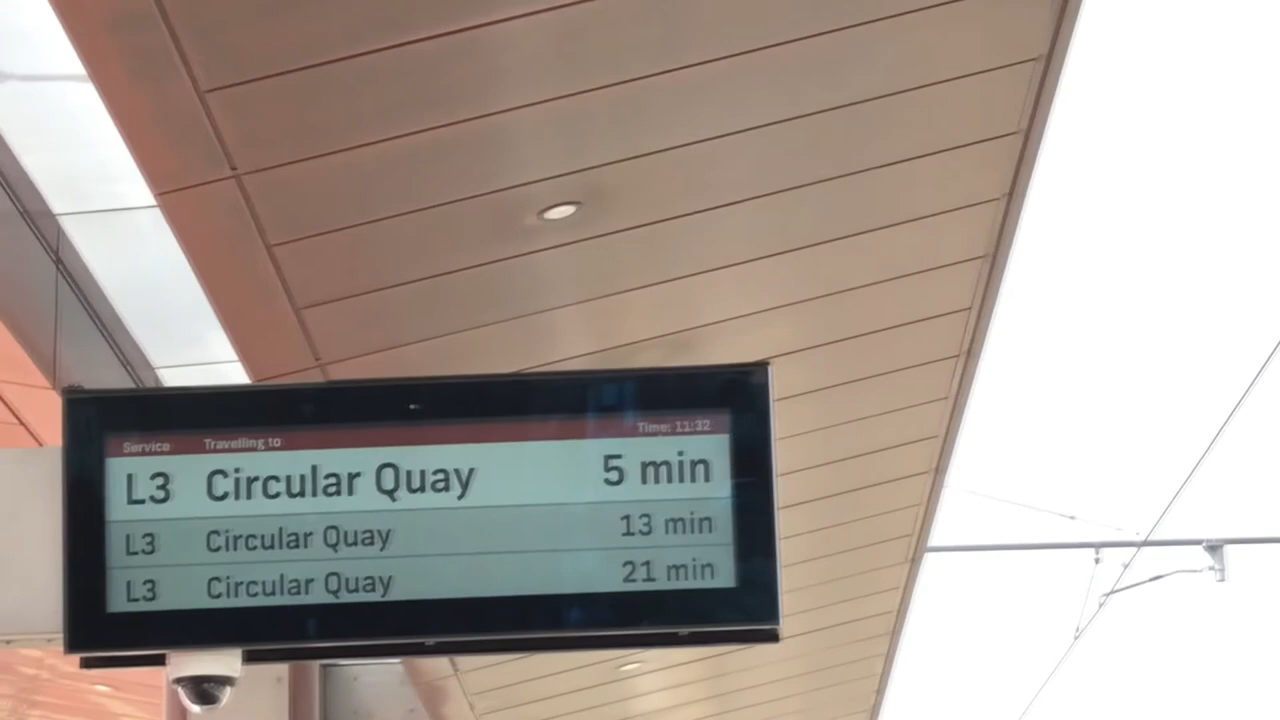 Service Travelling to Time: 11:32
L3 Circular Quay 5 min
L3 Circular Quay 13 min
L3 Circular Quay 21 min